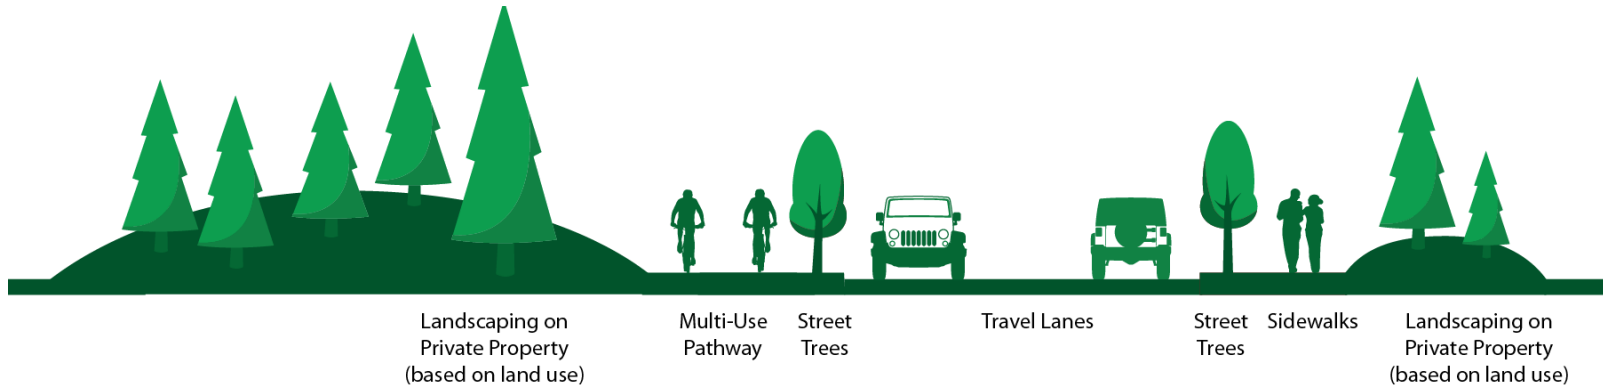 Landscaping on
Private Property
(based on land use)
Multi-Use
Pathway
Street
Trees
Travel Lanes
Street
Trees
Sidewalks
Landscaping on
Private Property
(based on land use)